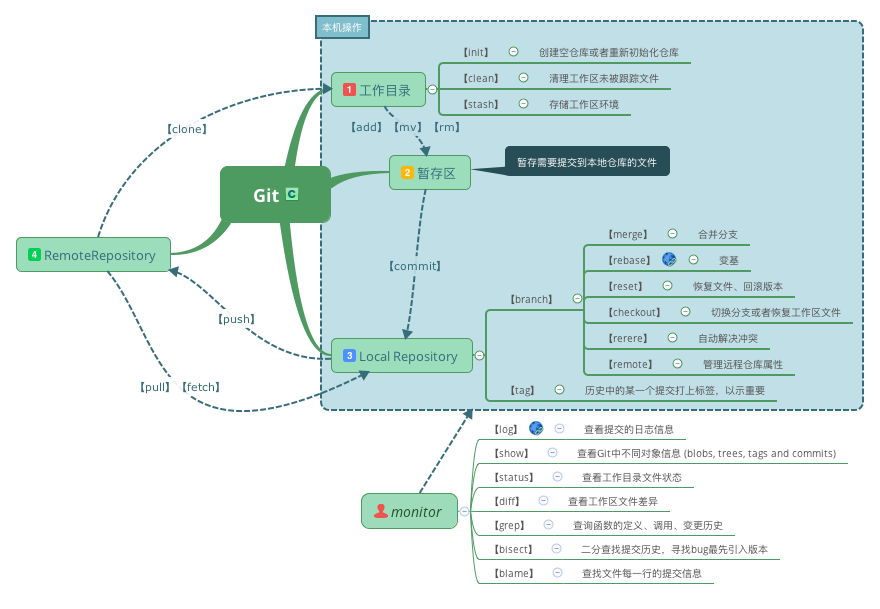 本机操作
【init】 创建空仓库或者重新初始化仓库
1 工作目录
【clean】 清理工作区未被跟踪文件
【stash】 存储工作区环境
【clone】
【add】【mv】【rm】
2 暂存区
暂存需要提交到本地仓库的文件
Git C
4 RemoteRepository
【commit】
【merge】 合并分支
【rebase】 变基
【reset】 恢复文件、回滚版本
【branch】
【checkout】 切换分支或者恢复工作区文件
【push】
【rerere】 自动解决冲突
3 Local Repository
【remote】 管理远程仓库属性
【pull】【fetch】
【tag】 历史中的某一个提交打上标签，以示重要
【log】 查看提交的日志信息
【show】 查看Git中不同对象信息 (blobs, trees, tags and commits)
【status】 查看工作目录文件状态
【diff】 查看工作区文件差异
monitor
【grep】 查询函数的定义、调用、变更历史
【bisect】 二分查找提交历史，寻找bug最先引入版本
【blame】 查找文件每一行的提交信息